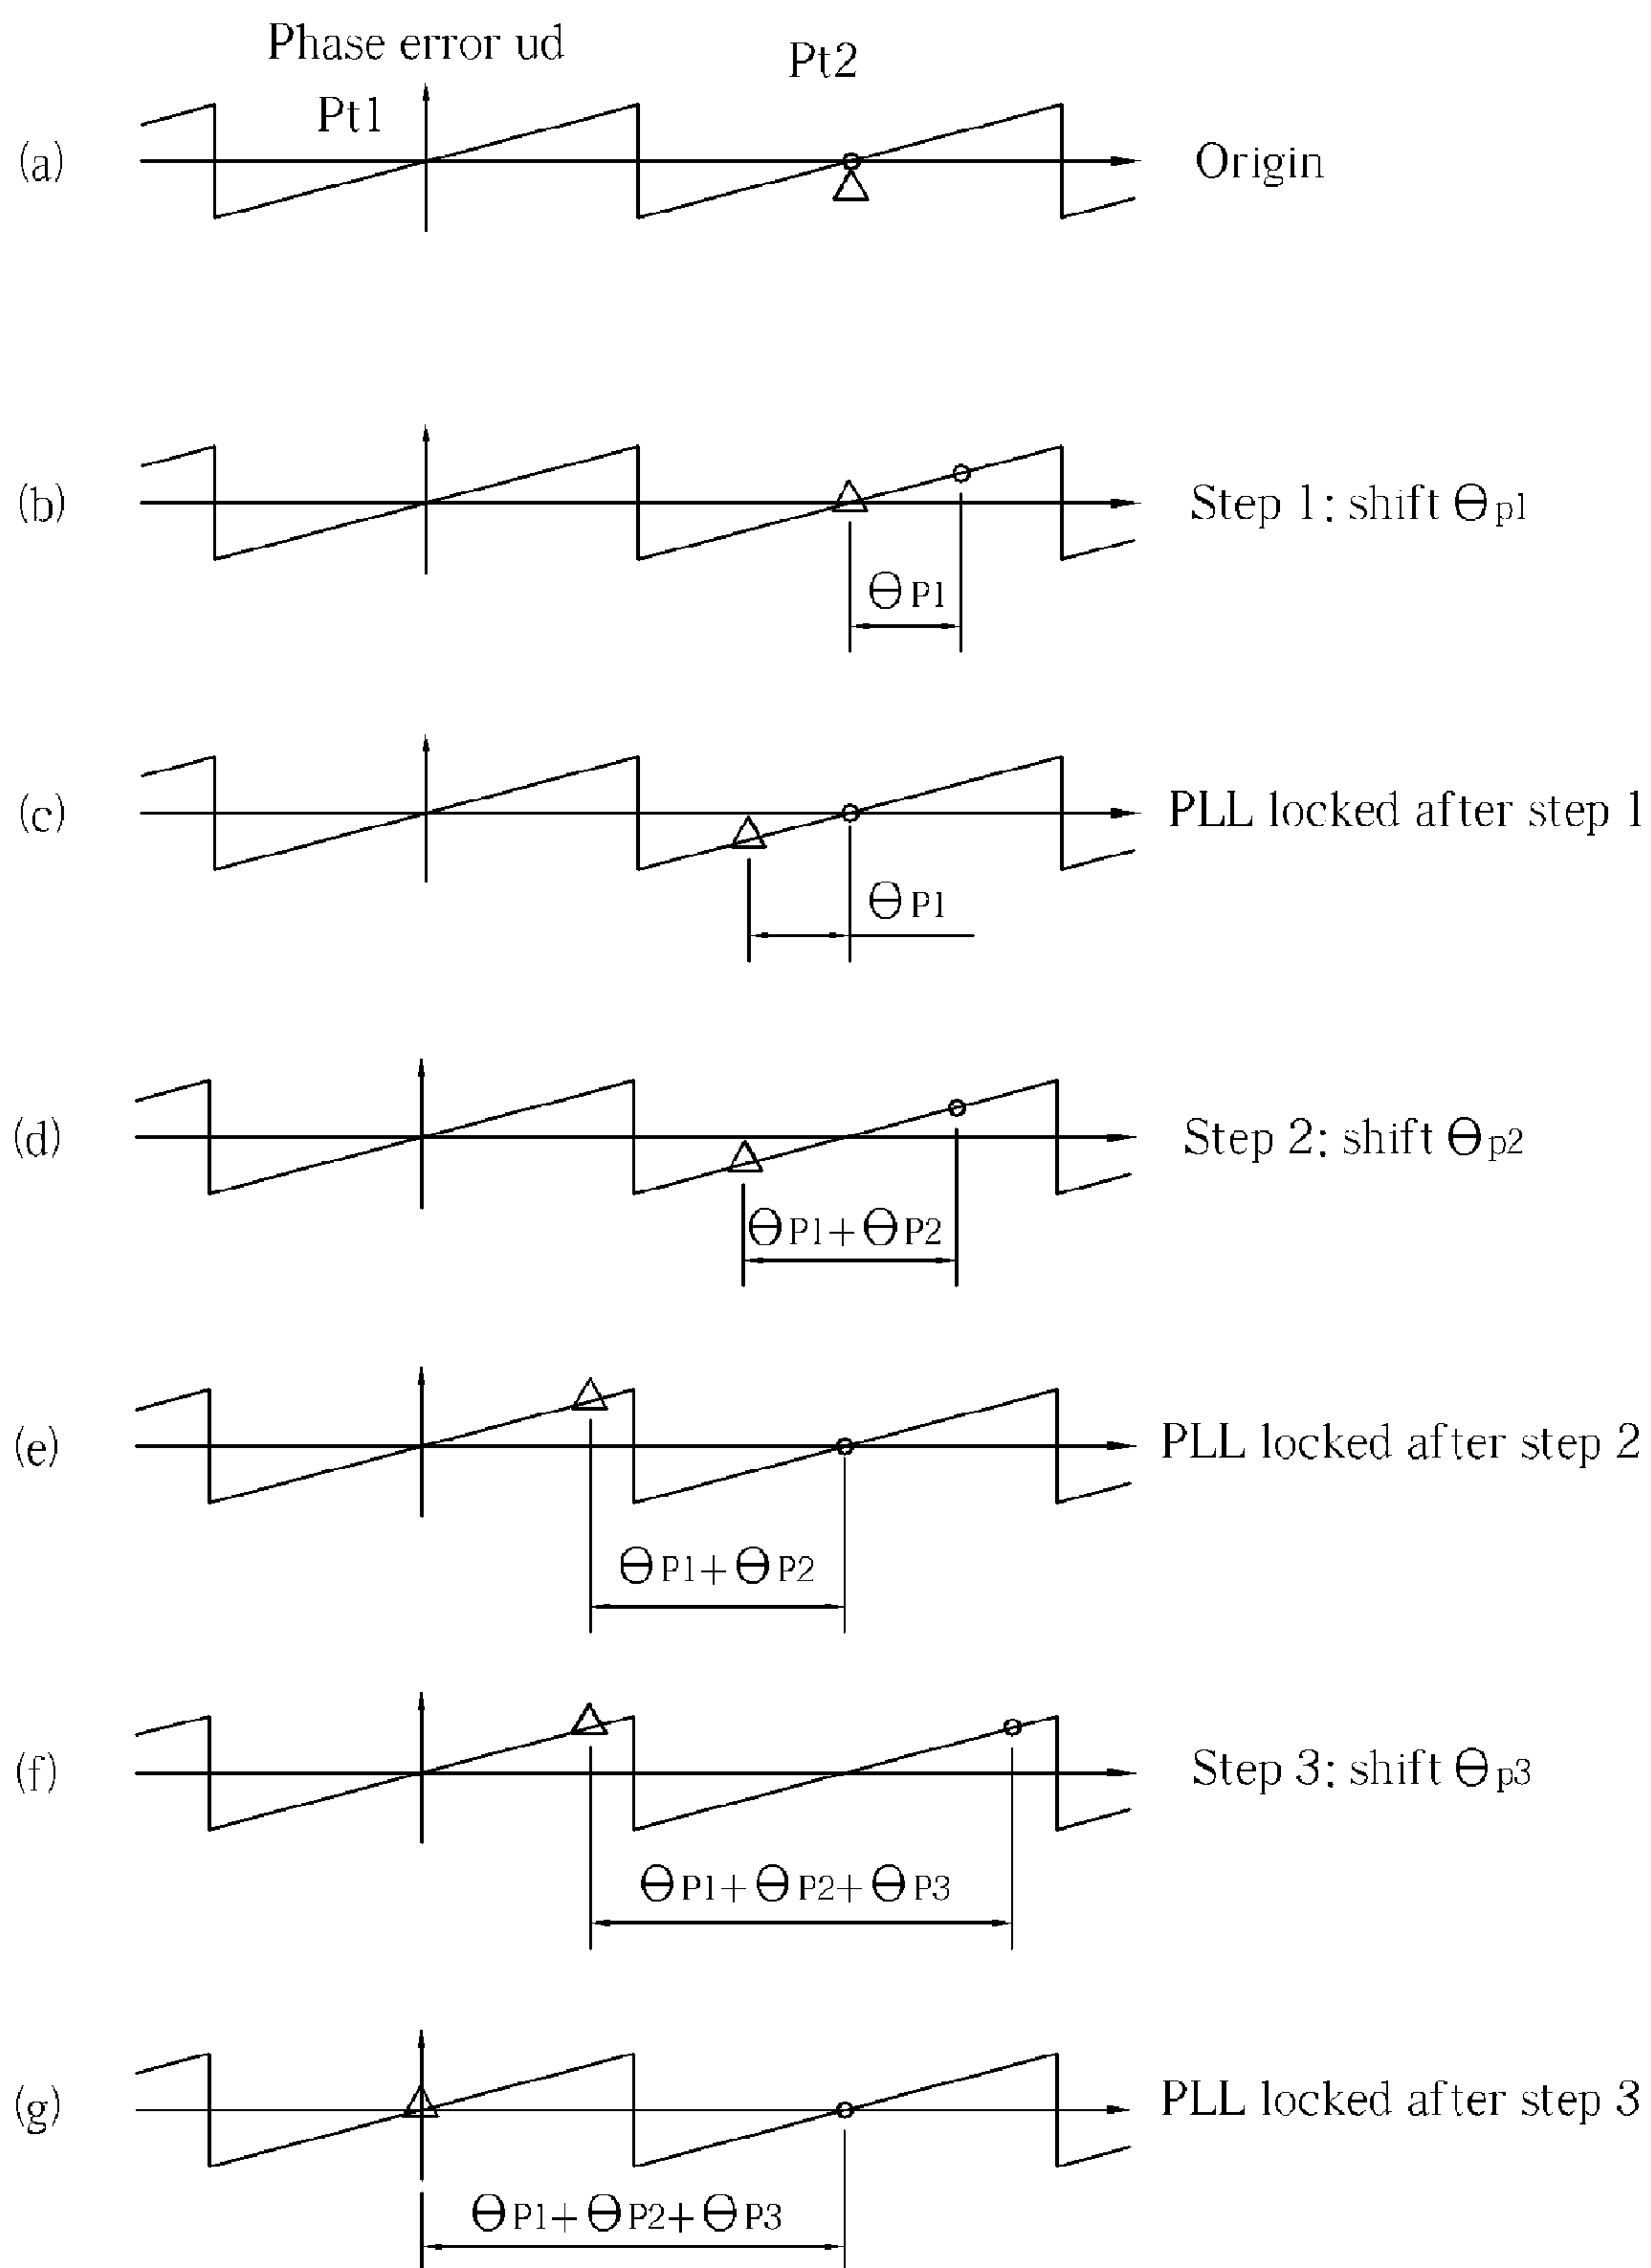 Phase error ud
Pt2
Pt1
(a)
Origin
(b)
Step 1: shift Θp1
ΘP1
(c)
PLL locked after step 1
ΘP1
(d)
Step 2: shift Θp2
ΘP1+ΘP2
(e)
PLL locked after step 2
ΘP1+ΘP2
(f)
Step 3: shift Θp3
ΘP1+ΘP2+ΘP3
(g)
PLL locked after step 3
ΘP1+ΘP2+ΘP3